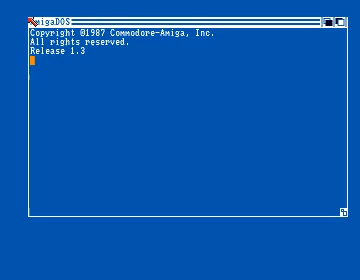 AmigaDOS
Copyright ©1987 Commodore-Amiga, Inc.
All rights reserved.
Release 1.3